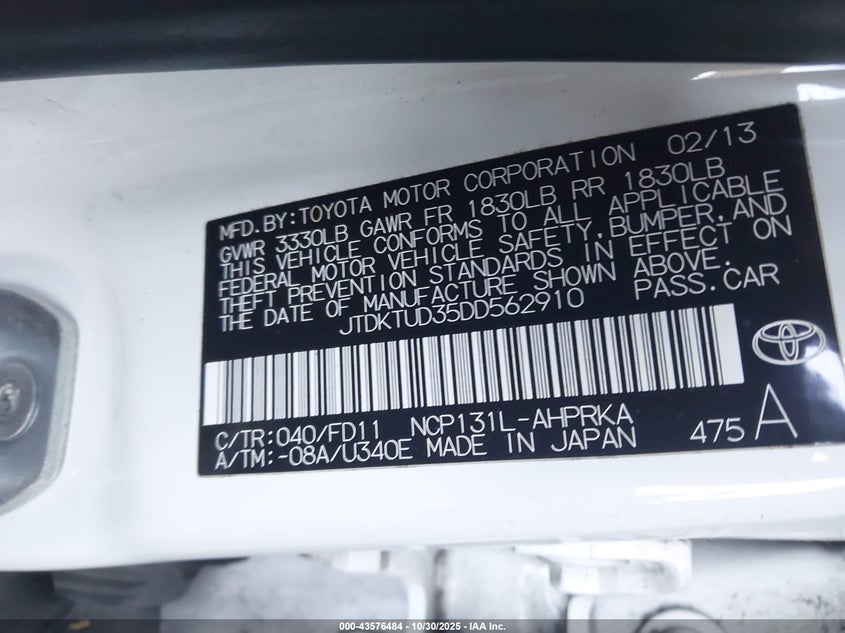 MFD.BY:TOYOTA MOTOR CORPORATION 02/13
GVWR 3330LB GAWR FR 1830LB RR 1830LB
THIS VEHICLE CONFORMS TO ALL APPLICABLE
FEDERAL MOTOR VEHICLE SAFETY,BUMPER,AND
THEFT PREVENTION STANDARDS IN EFFECT ON
THE DATE OF MANUFACTURE SHOWN ABOVE.
JTDKTUD35DD562910 PASS.CAR
C/TR:040/FD11 NCP131L-AHPRKA
A/TM:-08A/U340E MADE IN JAPAN 475A
000-43576484 - 10/30/2025 - IAA Inc.